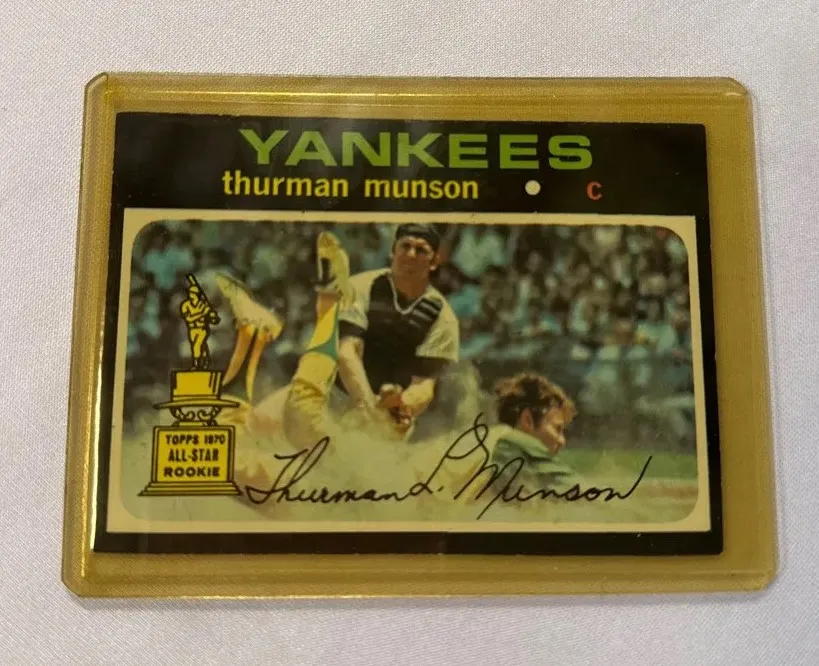 YANKEES
thurman munson • c
TOPPS 1970
ALL-STAR
ROOKIE
Thurman L. Munson